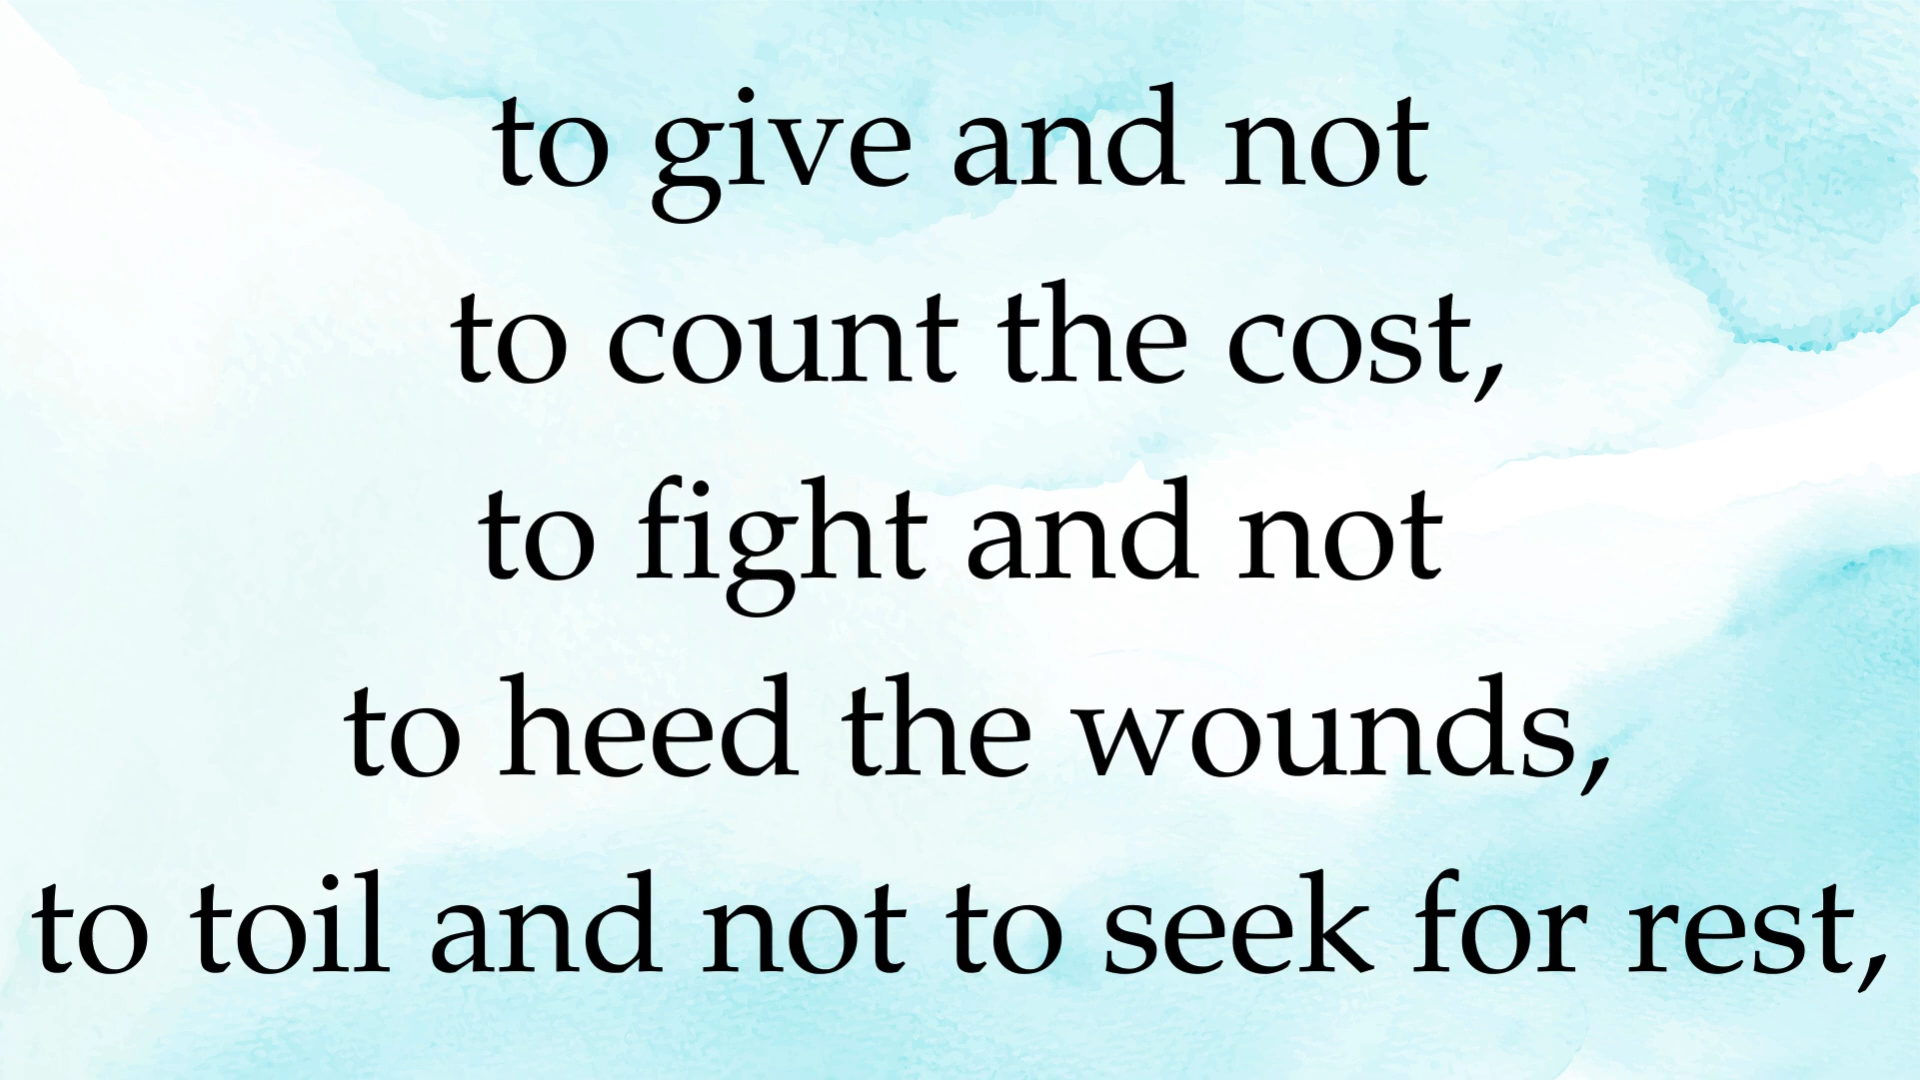 to give and not
to count the cost,
to fight and not
to heed the wounds,
to toil and not to seek for rest,